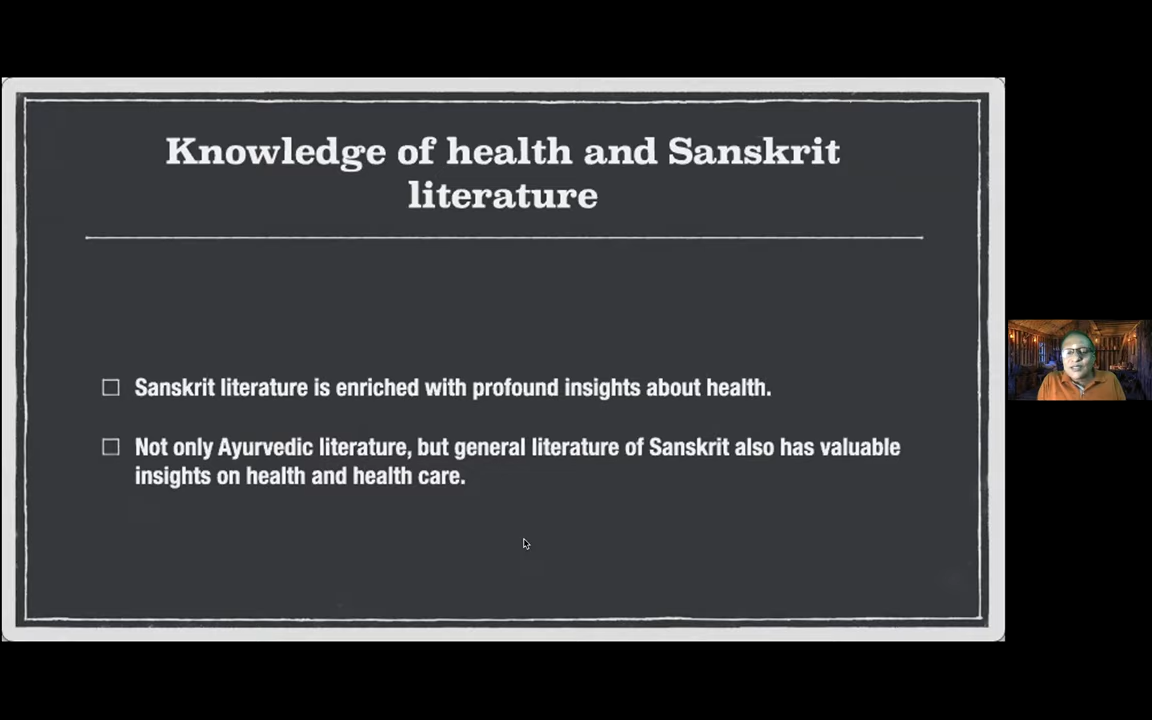 Knowledge of health and Sanskrit
literature
Sanskrit literature is enriched with profound insights about health.
Not only Ayurvedic literature, but general literature of Sanskrit also has valuable
insights on health and health care.